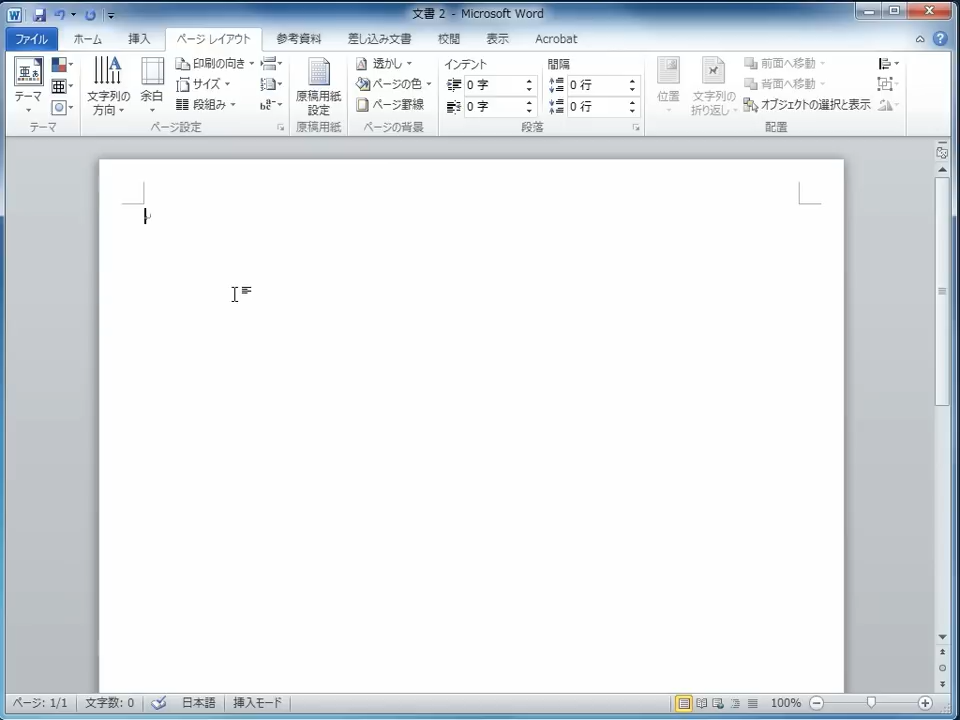 文書 2 - Microsoft Word
ファイル ホーム 挿入 ページ レイアウト 参考資料 差し込み文書 校閲 表示 Acrobat
亜あ テーマ 文字列の方向 余白 印刷の向き サイズ 段組み 原稿用紙設定 透かし ページの色 ページ罫線 インデント 0 字 0 字 間隔 0 行 0 行 位置 文字列の折り返し 前面へ移動 背面へ移動 オブジェクトの選択と表示
テーマ ページ設定 原稿用紙 ページの背景 段落 配置
ページ: 1/1 文字数: 0 日本語 挿入モード 100%